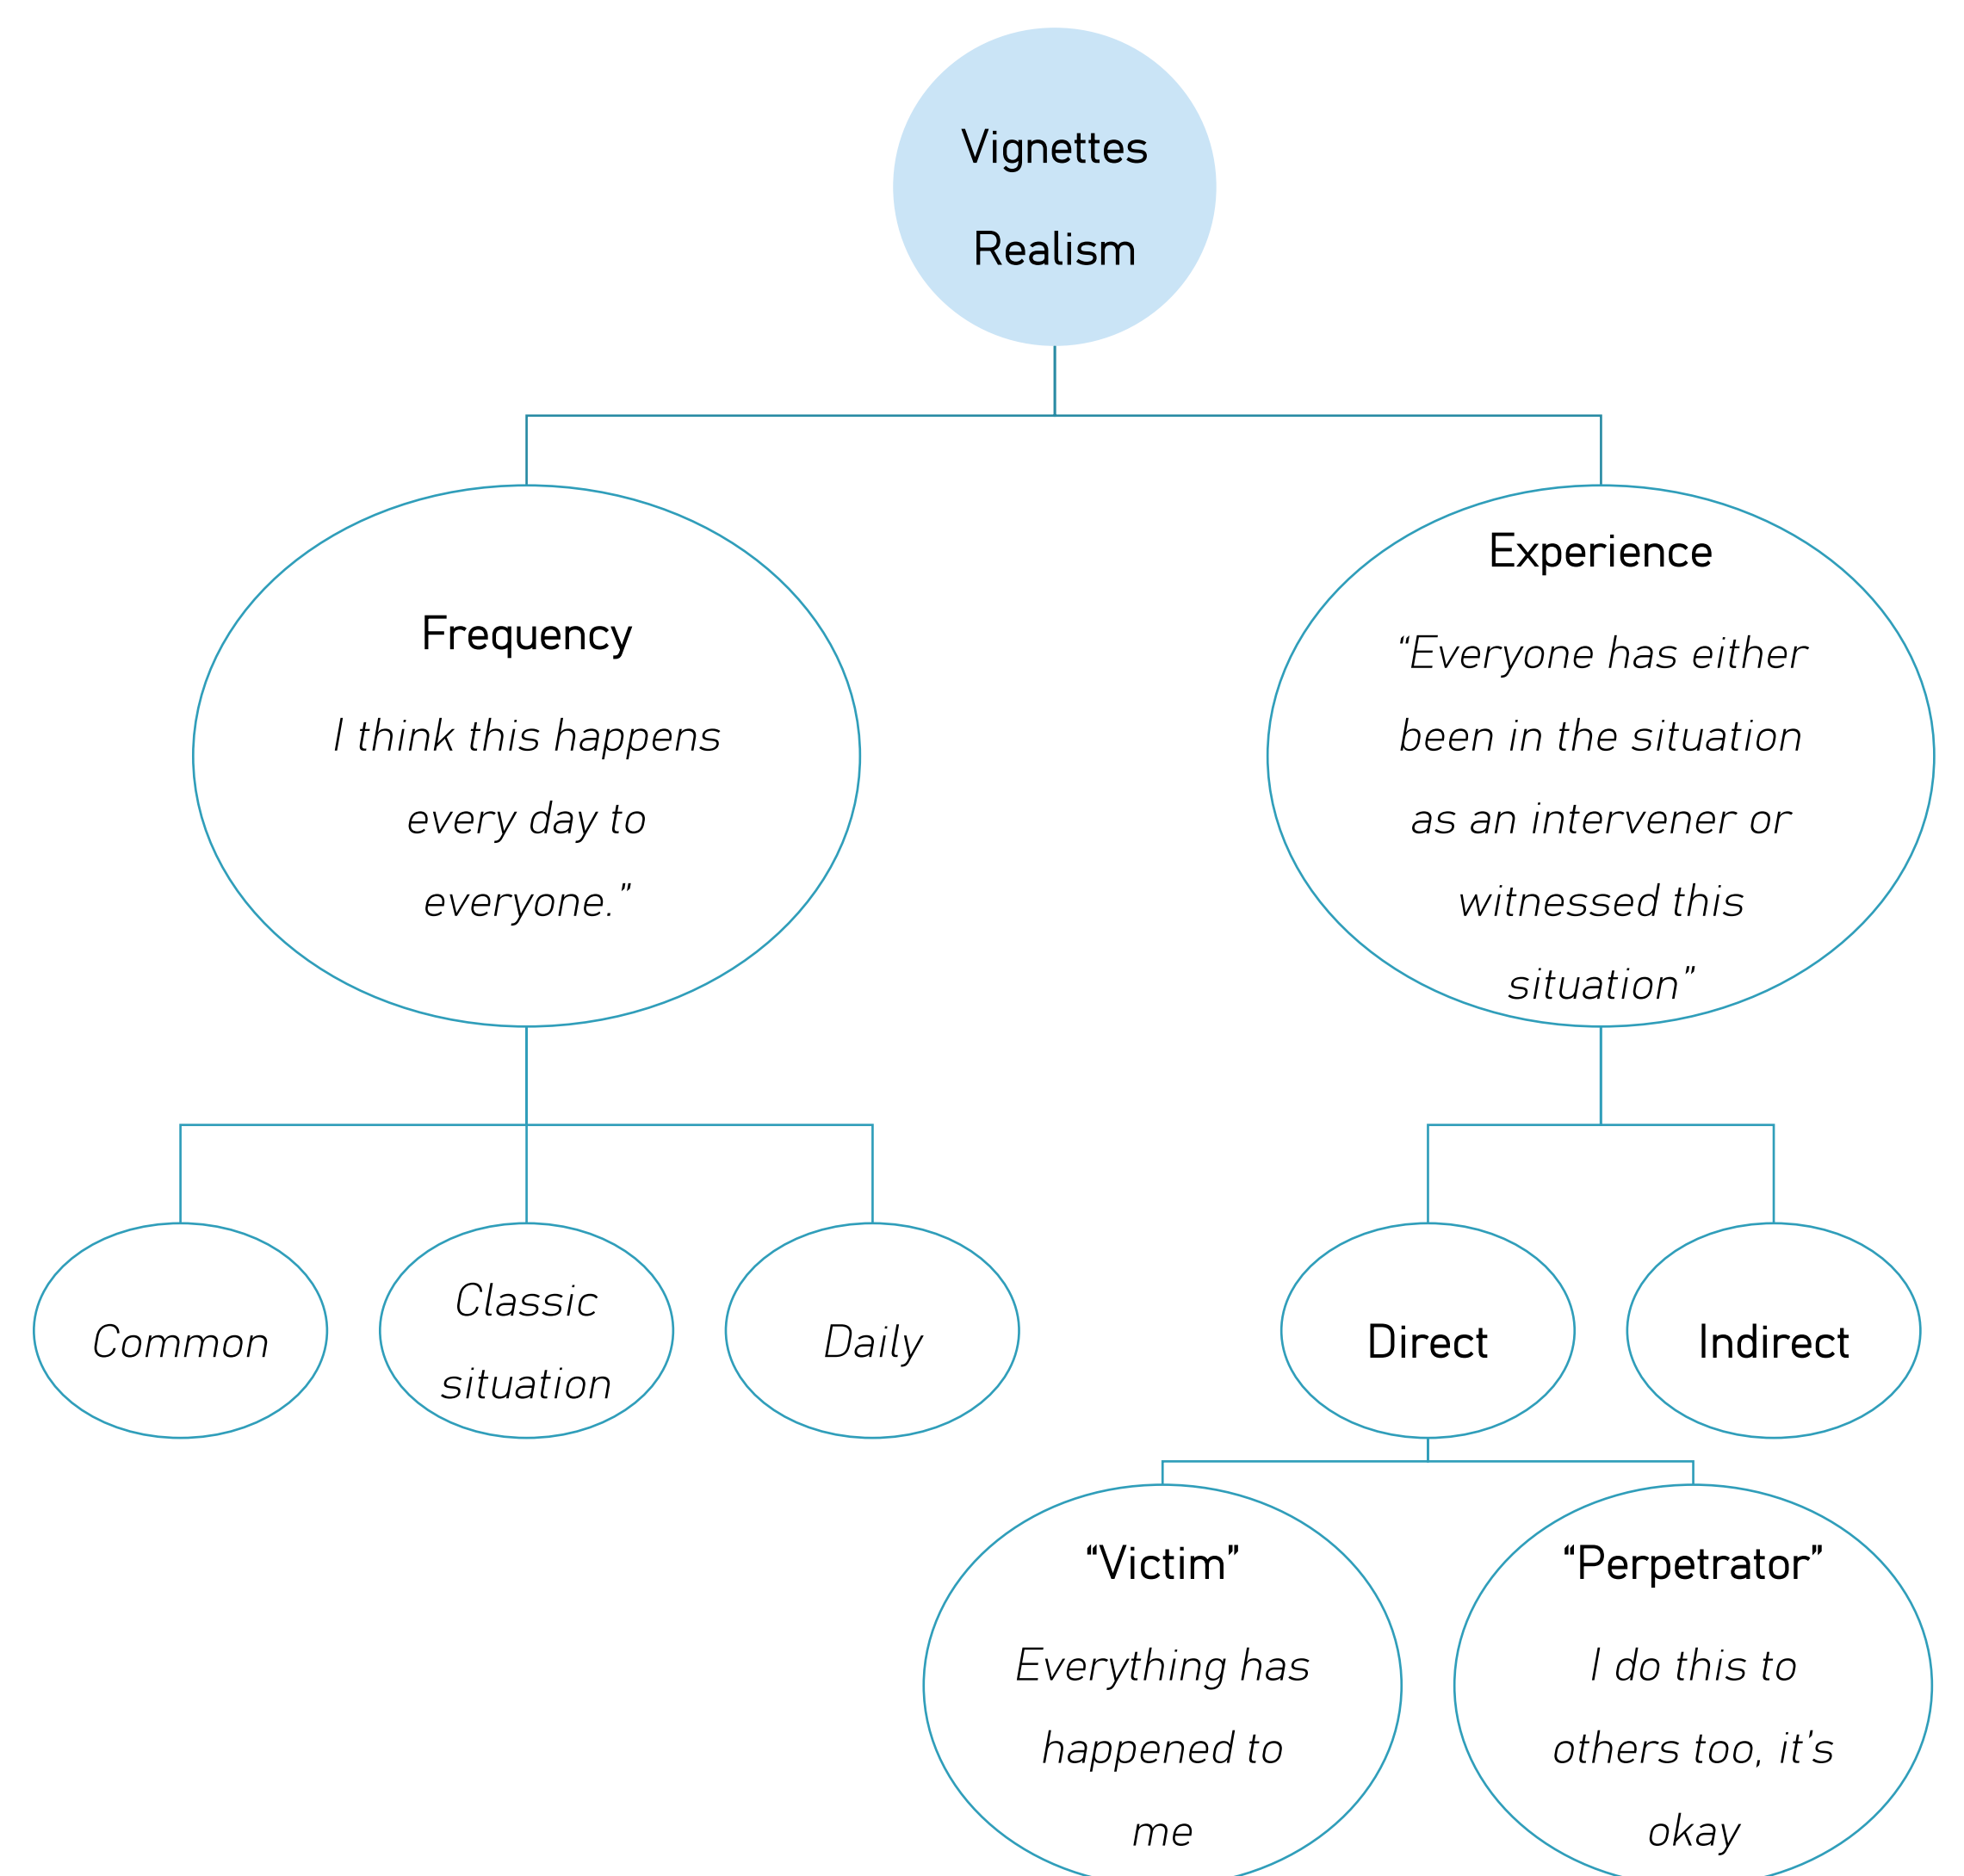 Vignettes
Realism
Frequency
I think this happens
every day to
everyone.”
Experience
“Everyone has either
been in the situation
as an intervener or
witnessed this
situation”
Common
Classic
situation
Daily
Direct
Indirect
“Victim”
Everything has
happened to
me
“Perpetrator”
I do this to
others too, it’s
okay